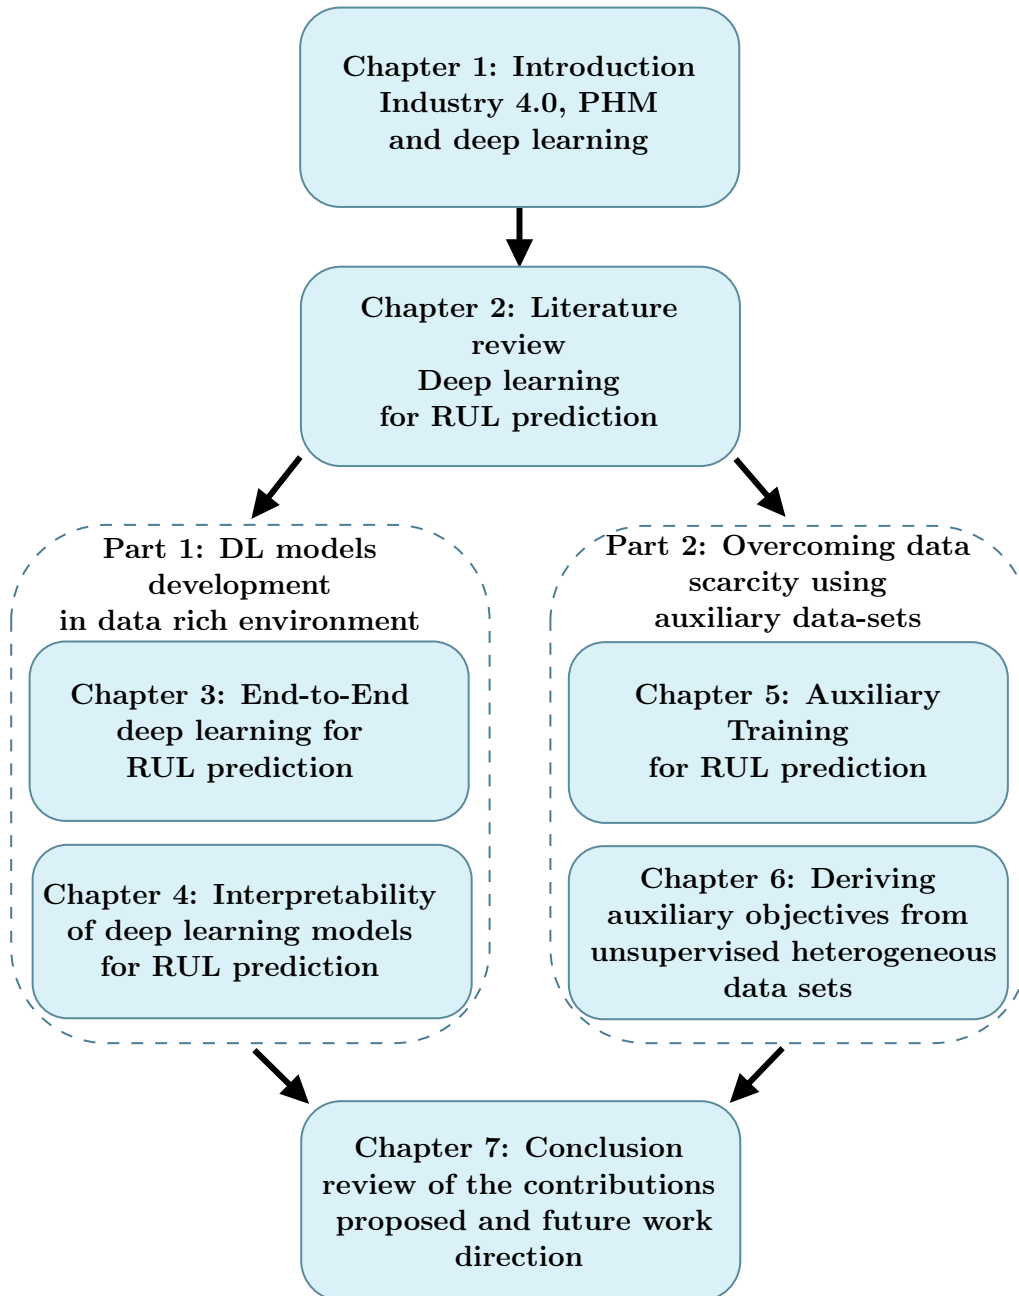 Chapter 1: Introduction
Industry 4.0, PHM
and deep learning
Chapter 2: Literature
review
Deep learning
for RUL prediction
Part 1: DL models
development
in data rich environment
Chapter 3: End-to-End
deep learning for
RUL prediction
Chapter 4: Interpretability
of deep learning models
for RUL prediction
Part 2: Overcoming data
scarcity using
auxiliary data-sets
Chapter 5: Auxiliary
Training
for RUL prediction
Chapter 6: Deriving
auxiliary objectives from
unsupervised heterogeneous
data sets
Chapter 7: Conclusion
review of the contributions
proposed and future work
direction